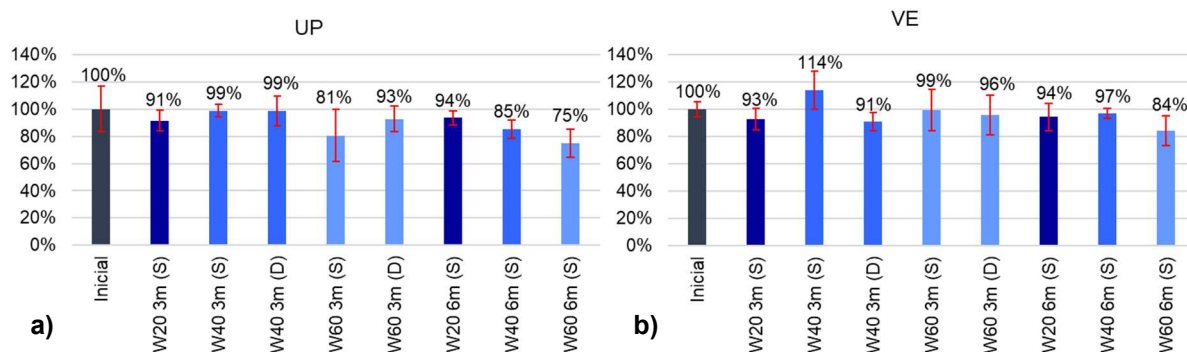 UP
140%
120%
100%
80%
60%
40%
20%
0%
100%
91%
99%
99%
81%
93%
94%
85%
75%
Inicial
W20 3m (S)
W40 3m (S)
W40 3m (D)
W60 3m (S)
W60 3m (D)
W20 6m (S)
W40 6m (S)
W60 6m (S)
a)
VE
140%
120%
100%
80%
60%
40%
20%
0%
100%
93%
114%
91%
99%
96%
94%
97%
84%
Inicial
W20 3m (S)
W40 3m (S)
W40 3m (D)
W60 3m (S)
W60 3m (D)
W20 6m (S)
W40 6m (S)
W60 6m (S)
b)